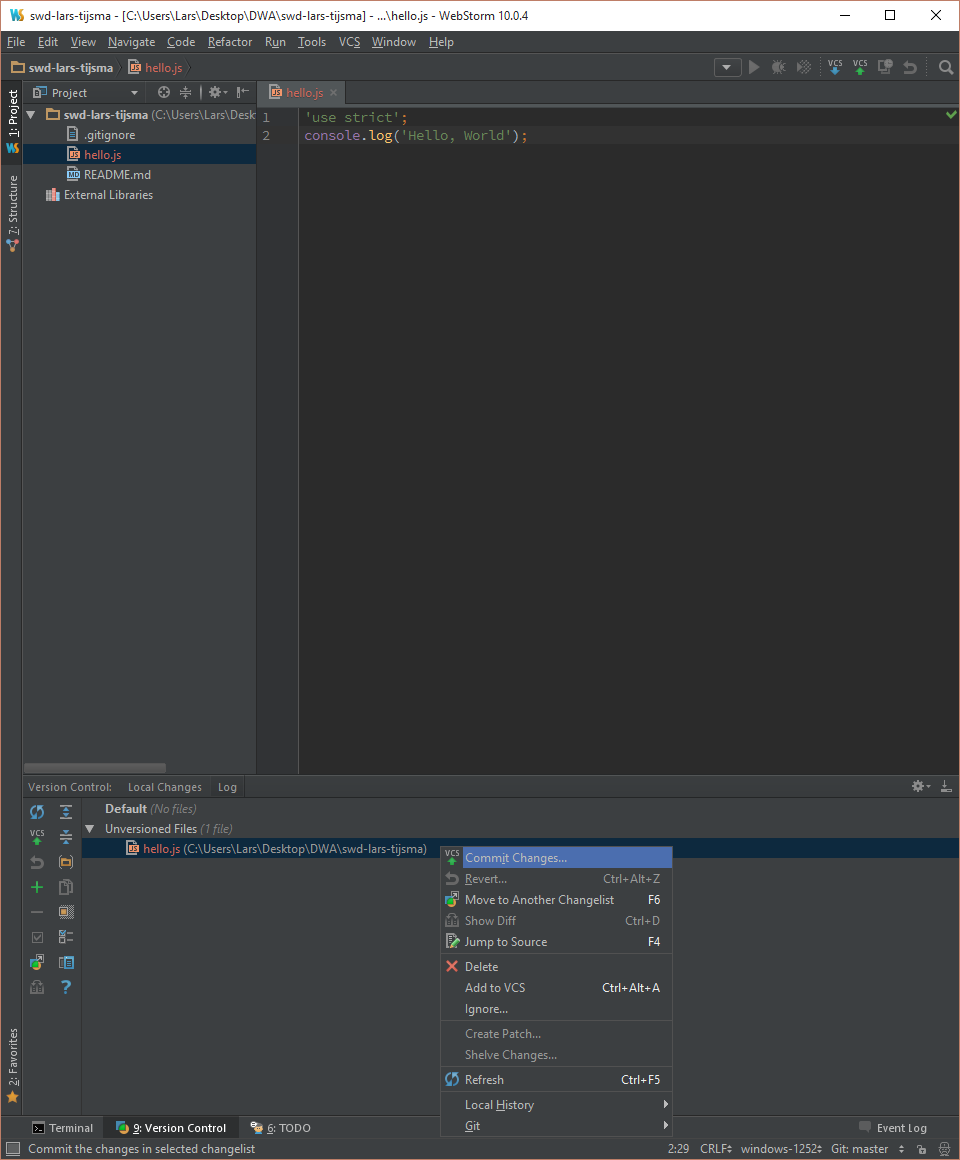 swd-lars-tijsma - [C:\Users\Lars\Desktop\DWA\swd-lars-tijsma] - ...\hello.js - WebStorm 10.0.4
File Edit View Navigate Code Refactor Run Tools VCS Window Help
swd-lars-tijsma hello.js VCS VCS
1: Project
Project
hello.js
swd-lars-tijsma (C:\Users\Lars\Desk
.gitignore
hello.js
README.md
External Libraries
7: Structure
1 'use strict';
2 console.log('Hello, World');
Version Control: Local Changes Log
Default (No files)
Unversioned Files (1 file)
VCS
hello.js (C:\Users\Lars\Desktop\DWA\swd-lars-tijsma)
VCS Commit Changes...
Revert... Ctrl+Alt+Z
Move to Another Changelist F6
Show Diff Ctrl+D
Jump to Source F4
Delete
Add to VCS Ctrl+Alt+A
Ignore...
Create Patch...
Shelve Changes...
Refresh Ctrl+F5
Local History
Git
2: Favorites
Terminal 9: Version Control 6: TODO Event Log
Commit the changes in selected changelist 2:29 CRLF windows-1252 Git: master